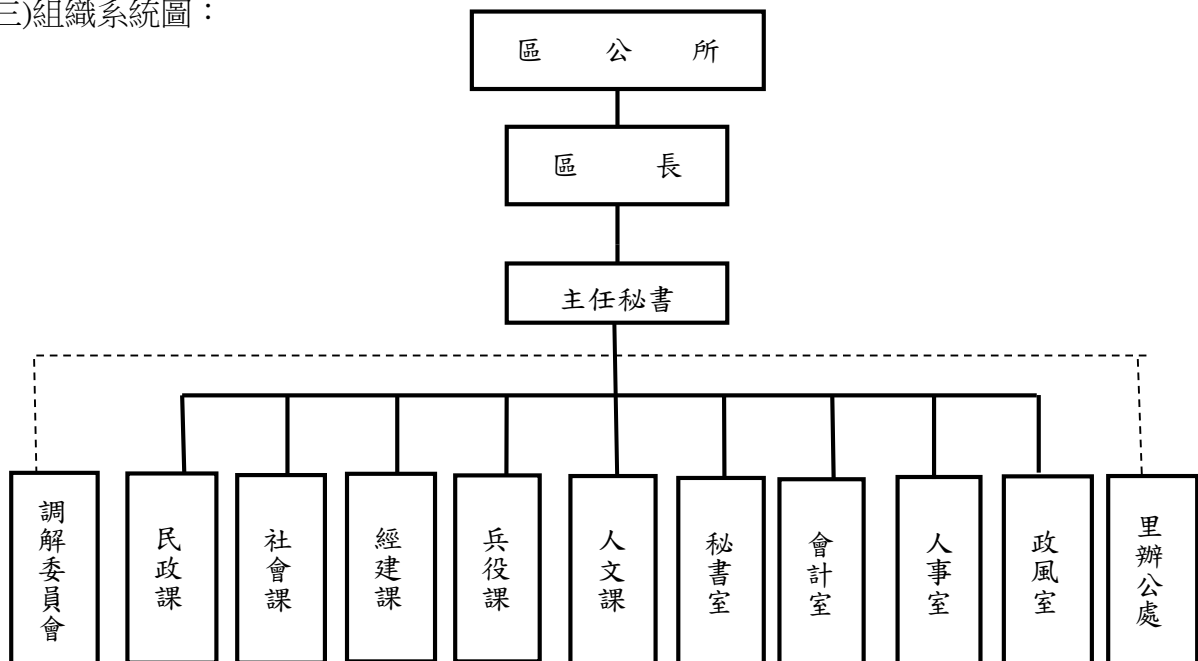 三)組織系統圖：
區 公 所
區 長
主任秘書
調解委員會
民政課
社會課
經建課
兵役課
人文課
秘書室
會計室
人事室
政風室
里辦公處